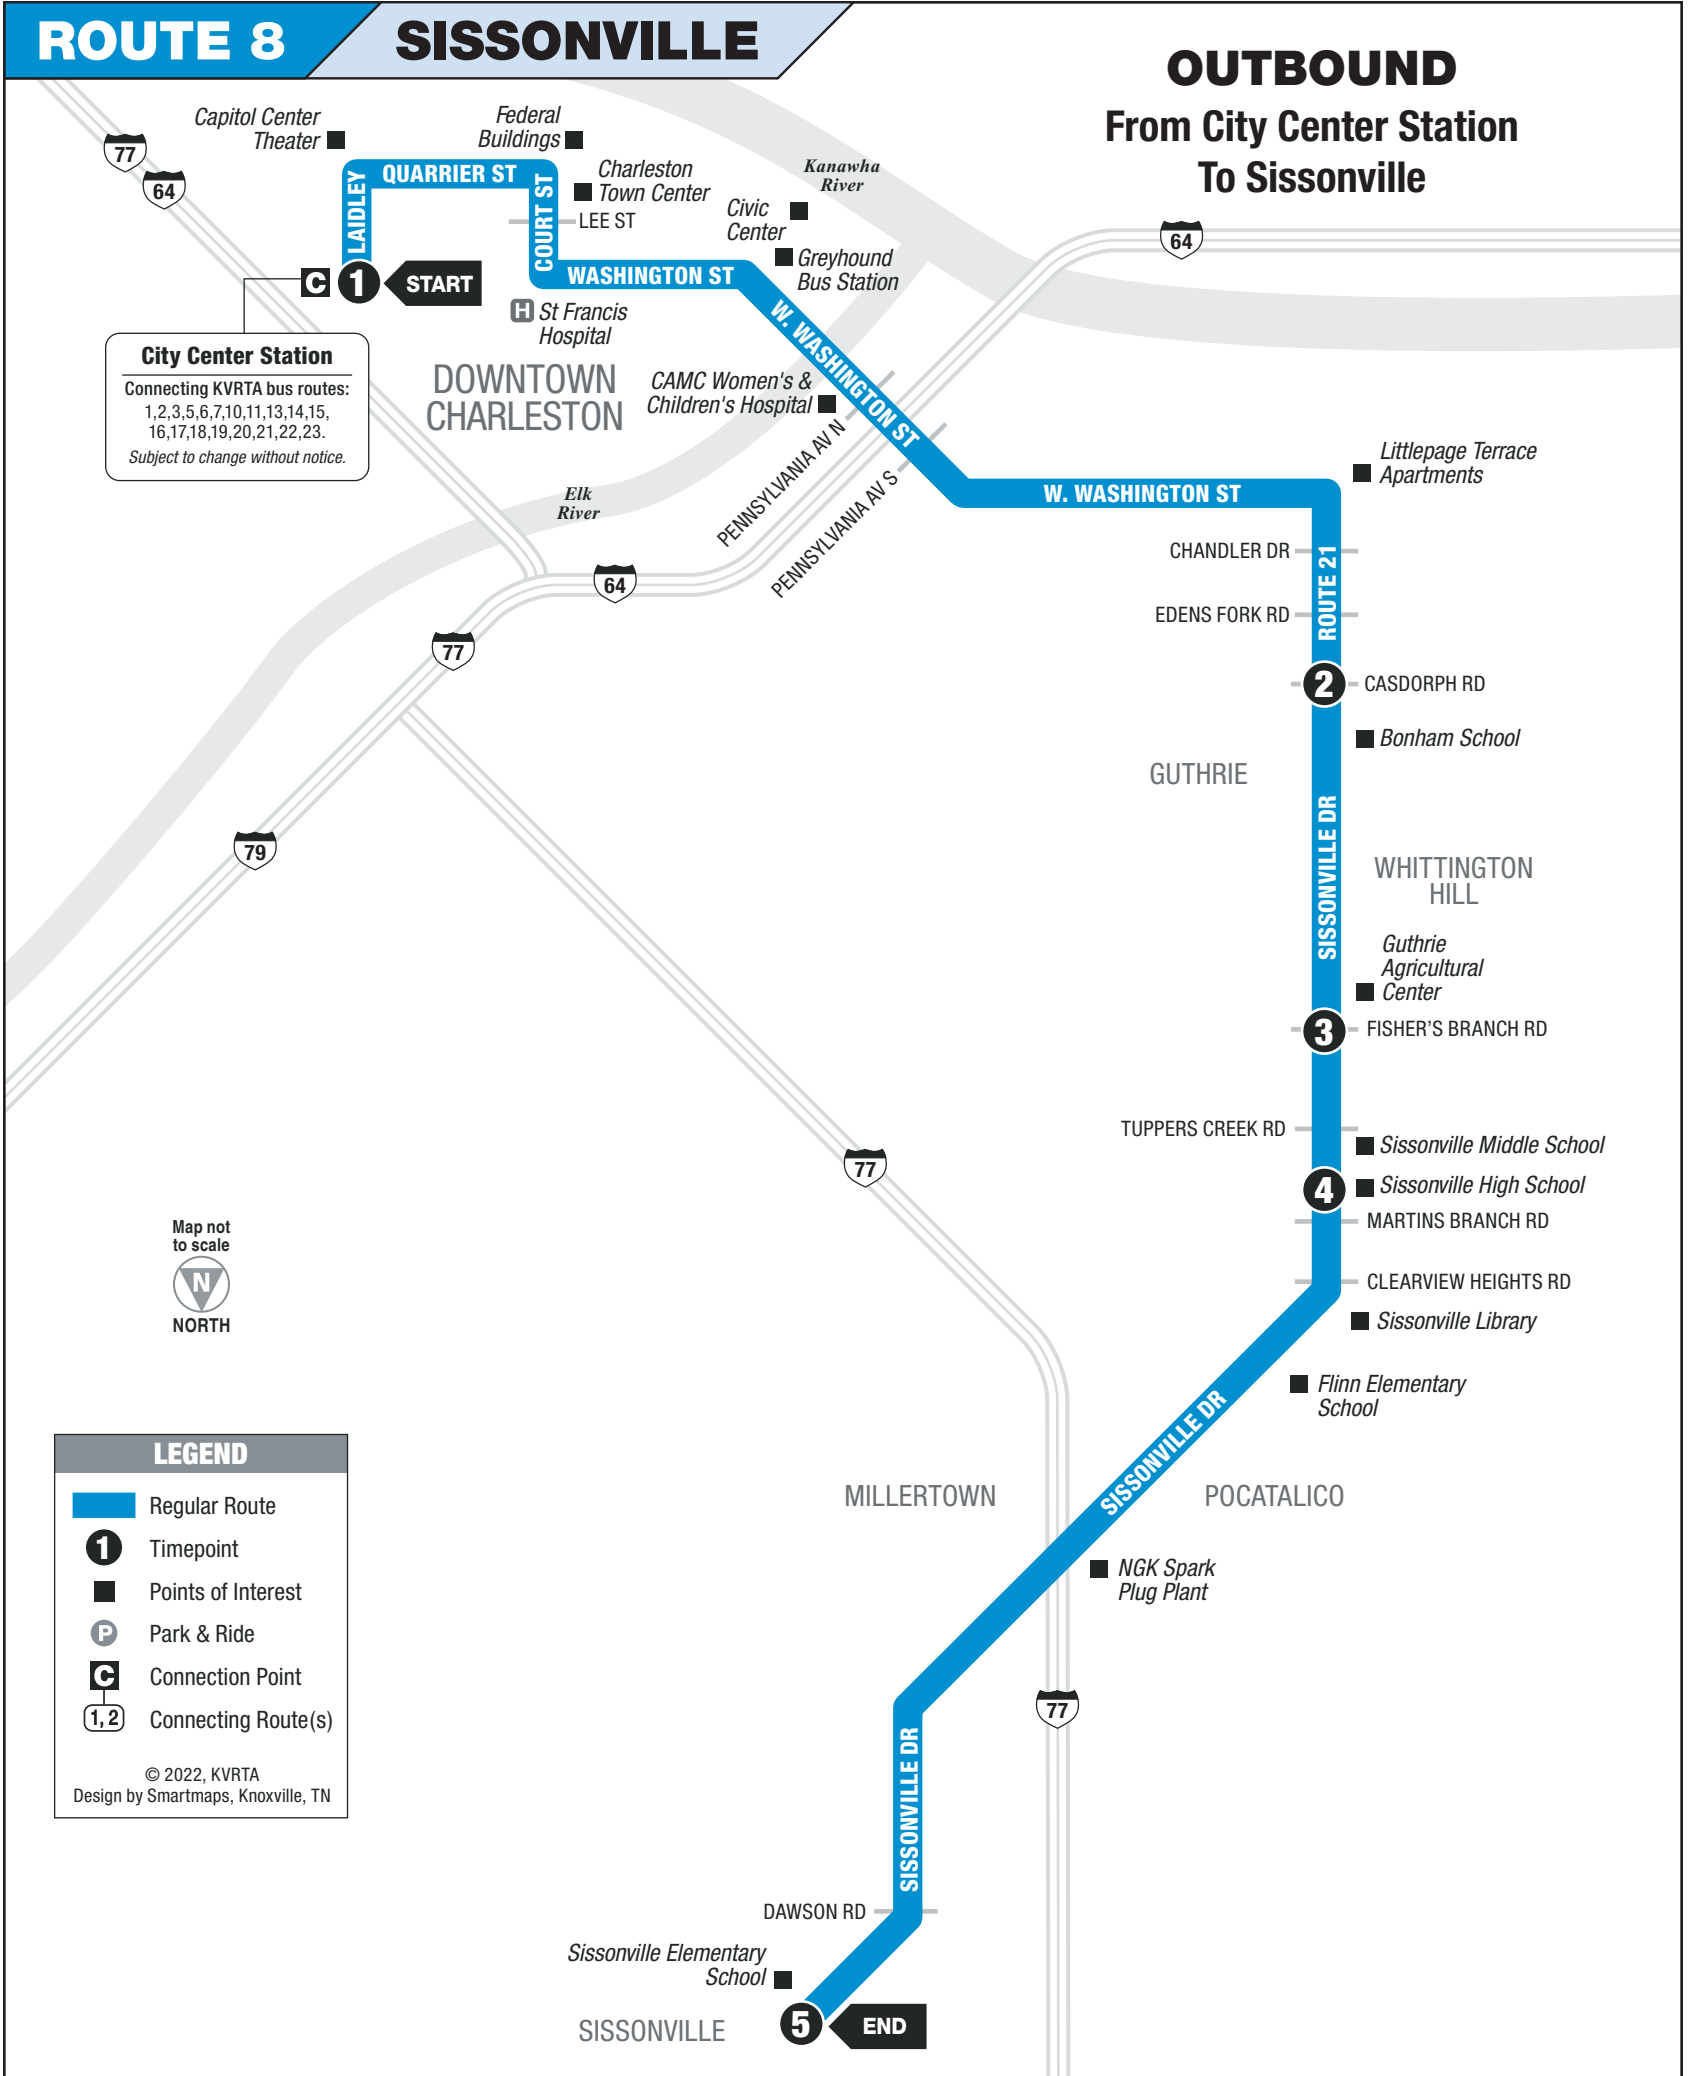 ROUTE 8
SISSONVILLE
OUTBOUND
From City Center Station
To Sissonville
77
64
Capitol Center
Theater
Federal
Buildings
QUARRIER ST
LAIDLEY
COURT ST
Charleston
Town Center
LEE ST
Kanawha
River
Civic
Center
Greyhound
Bus Station
64
C
1
START
WASHINGTON ST
H
St Francis
Hospital
City Center Station
Connecting KVRTA bus routes:
1,2,3,5,6,7,10,11,13,14,15,
16,17,18,19,20,21,22,23.
Subject to change without notice.
DOWNTOWN
CHARLESTON
W. WASHINGTON ST
CAMC Women's &
Children's Hospital
PENNSYLVANIA AV N
PENNSYLVANIA AV S
Elk
River
W. WASHINGTON ST
Littlepage Terrace
Apartments
CHANDLER DR
ROUTE 21
EDENS FORK RD
64
77
2
CASDORPH RD
Bonham School
GUTHRIE
SISSONVILLE DR
79
WHITTINGTON
HILL
Guthrie
Agricultural
Center
3
FISHER'S BRANCH RD
TUPPERS CREEK RD
Sissonville Middle School
77
4
Sissonville High School
MARTINS BRANCH RD
CLEARVIEW HEIGHTS RD
Sissonville Library
Map not
to scale
N
NORTH
Flinn Elementary
School
SISSONVILLE DR
MILLERTOWN
POCATALICO
NGK Spark
Plug Plant
77
LEGEND
Regular Route
1
Timepoint
Points of Interest
P
Park & Ride
C
Connection Point
1, 2
Connecting Route(s)
© 2022, KVRTA
Design by Smartmaps, Knoxville, TN
SISSONVILLE DR
DAWSON RD
Sissonville Elementary
School
SISSONVILLE
5
END